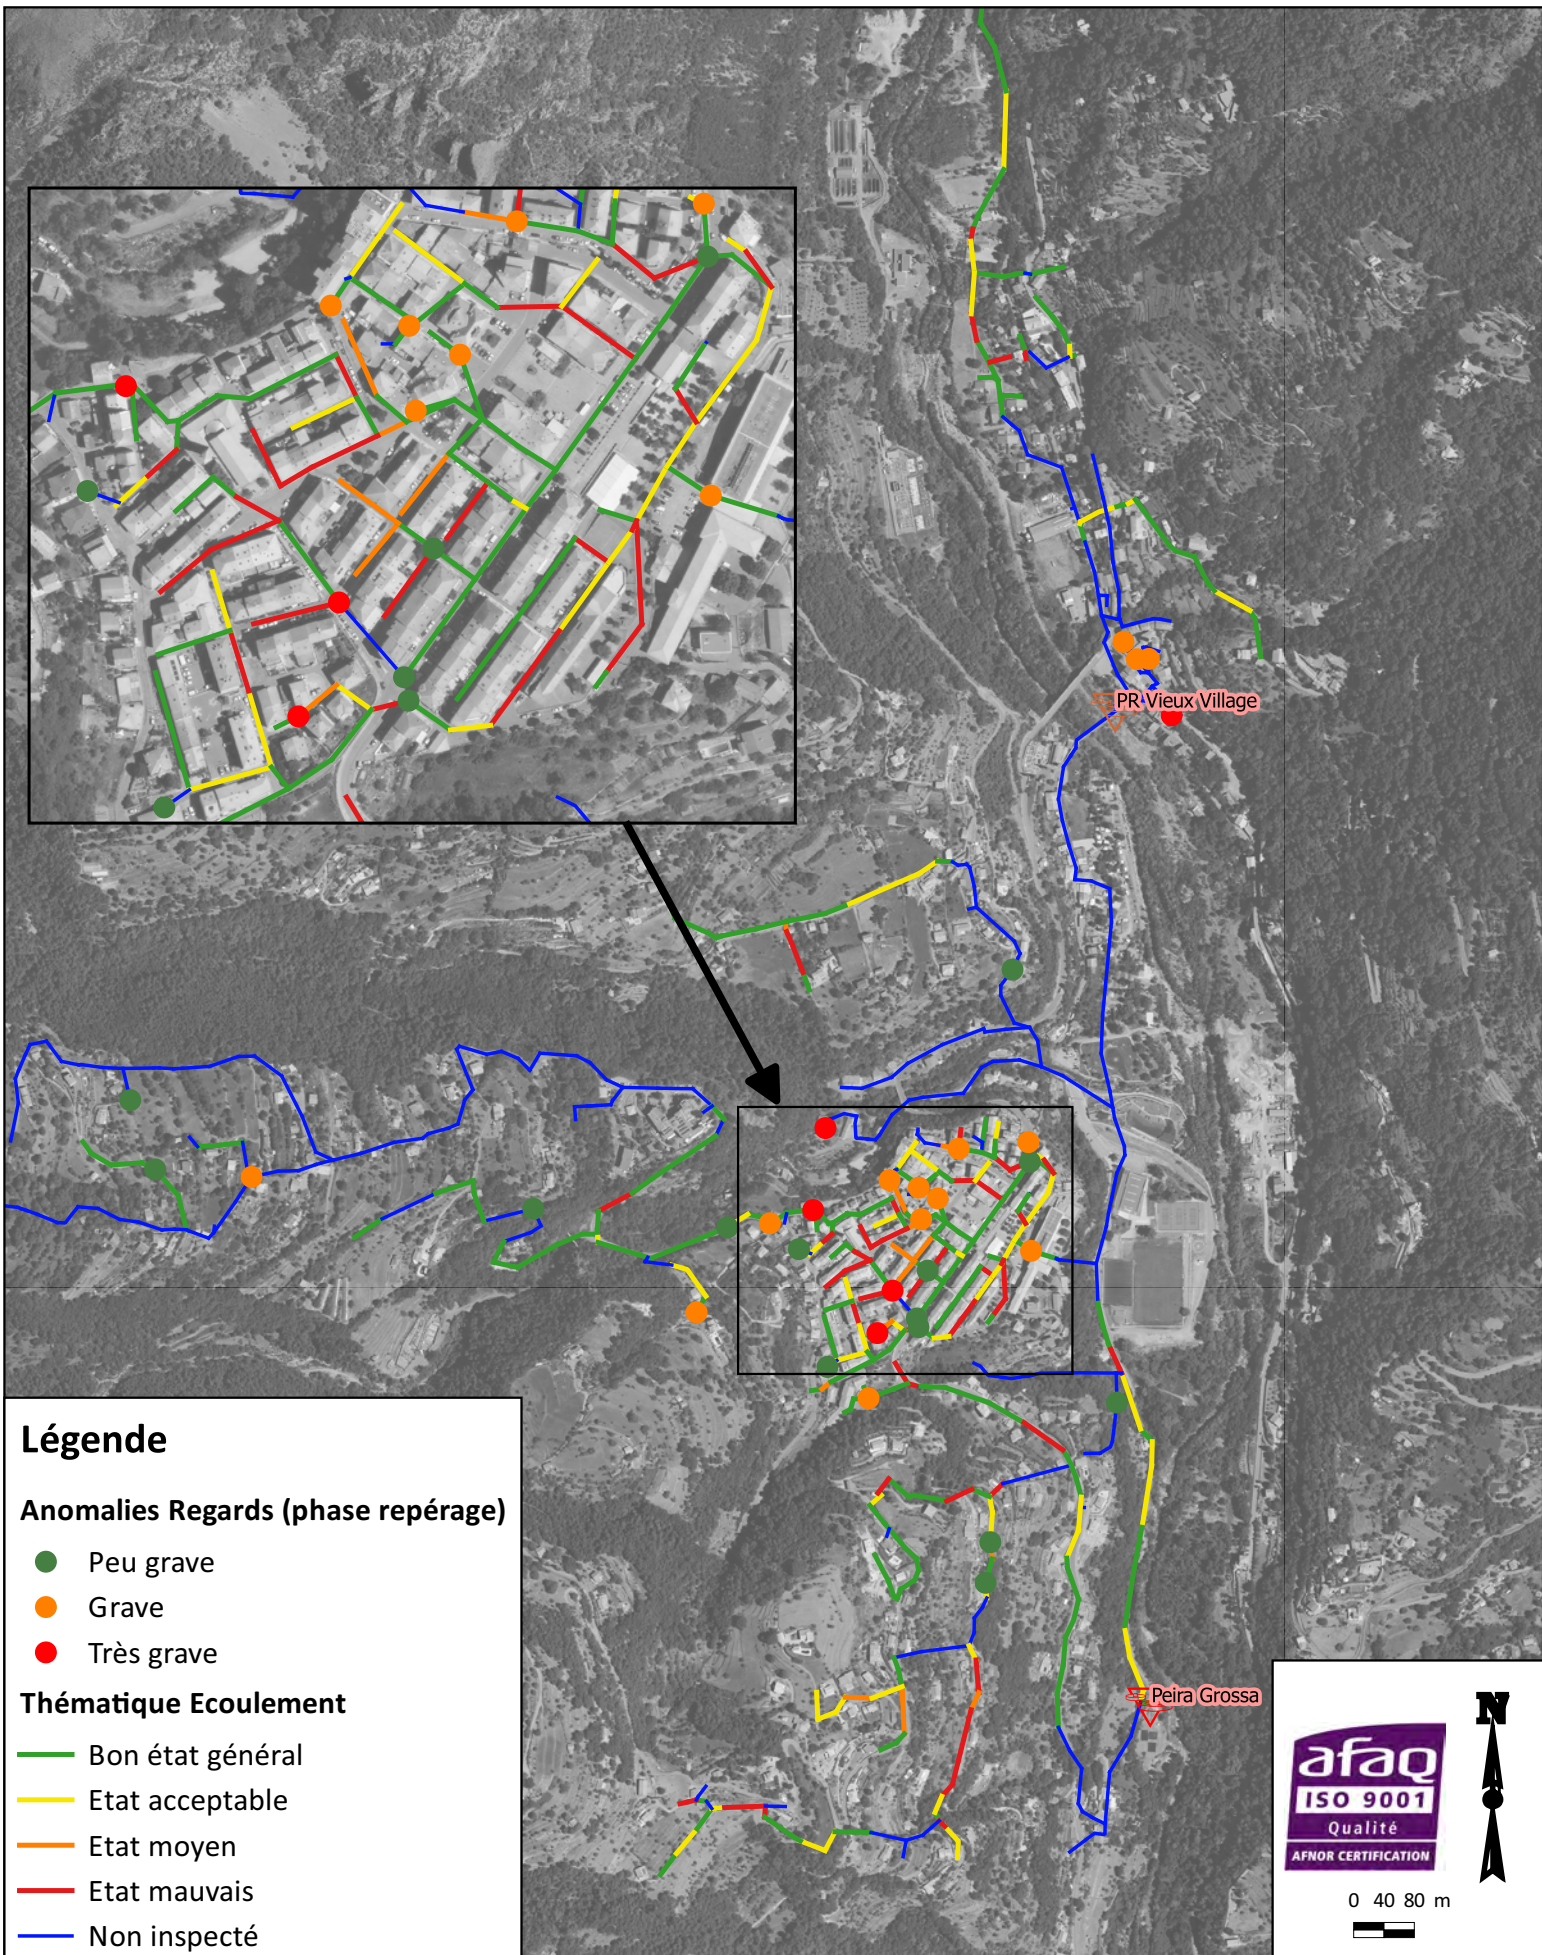 PR Vieux Village
Peira Grossa
Légende
Anomalies Regards (phase repérage)
Peu grave
Grave
Très grave
Thématique Ecoulement
Bon état général
Etat acceptable
Etat moyen
Etat mauvais
Non inspecté
afaq
ISO 9001
Qualité
AFNOR CERTIFICATION
N
0 40 80 m